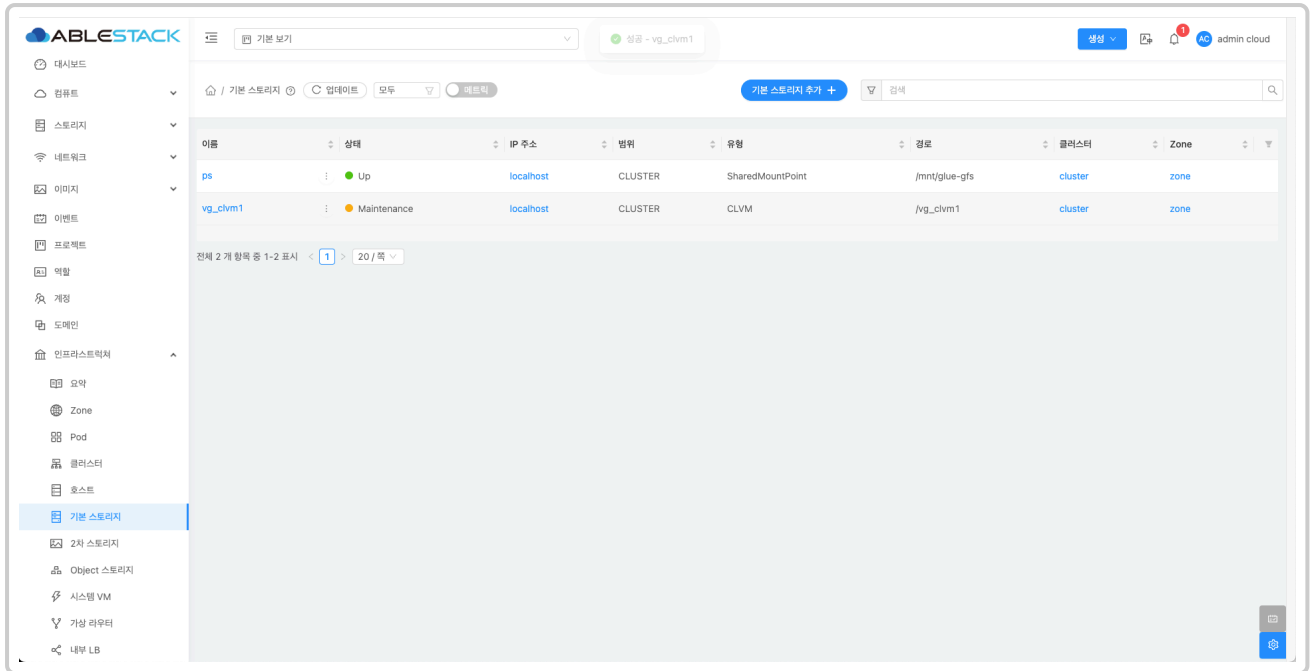 ABLESTACK
기본 보기
성공 - vg_clvm1
생성
1
AC
admin cloud
기본 스토리지
업데이트
모두
메트릭
기본 스토리지 추가 +
검색
대시보드
컴퓨트
스토리지
네트워크
이미지
이벤트
프로젝트
역할
계정
도메인
인프라스트럭쳐
요약
Zone
Pod
클러스터
호스트
기본 스토리지
2차 스토리지
Object 스토리지
시스템 VM
가상 라우터
내부 LB
이름 상태 IP 주소 범위 유형 경로 클러스터 Zone
ps Up localhost CLUSTER SharedMountPoint /mnt/glue-gfs cluster zone
vg_clvm1 Maintenance localhost CLUSTER CLVM /vg_clvm1 cluster zone
전체 2 개 항목 중 1-2 표시 < 1 > 20 / 쪽